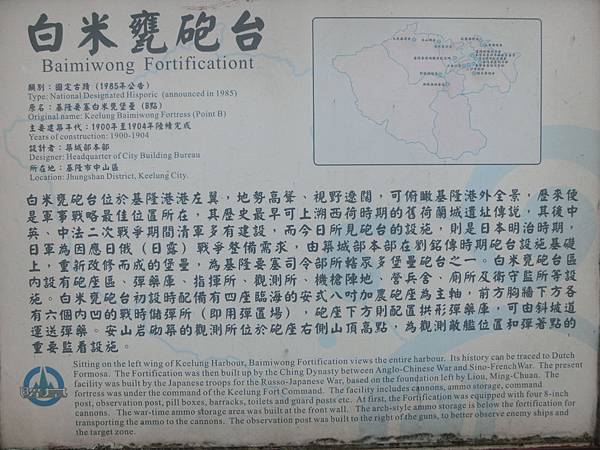 白米甕砲台
Baimiwong Fortificationt
類別：國定古蹟（1985年公告）
Type: National Designated Hisporic (announced in 1985)
原名：基隆要塞白米甕堡壘（B點）
Original name: Keelung Baimiwong Fortress (Point B)
主要建築年代：1900年至1904年陸續完成
Years of construction: 1900-1904
設計者：築城部本部
Designer: Headquarter of City Building Bureau
所在地：基隆市中山區
Location: Jhungshan District, Keelung City.
白米甕砲台位於基隆港港左翼，地勢高聳、視野遼闊，可俯瞰基隆港外全景，歷來便
是軍事戰略最佳位置所在，其歷史最早可上溯西荷時期的舊荷蘭城遺址傳說，其後中
英、中法二次戰爭期間清軍多有建設，而今日所見砲台的設施，則是日本明治時期，
日軍為因應日俄（日露）戰爭整備需求，由築城部本部在劉銘傳時期砲台設施基礎
上，重新改修而成的堡壘，為基隆要塞司令部所轄眾多堡壘砲台之一。白米甕砲台區
內設有砲座區、彈藥庫、指揮所、觀測所、機槍陣地、營兵舍、廁所及衛守監所等設
施。白米甕砲台初設時配備有四座臨海的安式八吋加農砲座為主軸，前方胸牆下方各
有六個內凹的戰時儲彈所（即用彈置場），砲座下方則配置拱形彈藥庫，可由斜坡道
運送彈藥。安山岩砌築的觀測所位於砲座右側山頂高點，為觀測敵艦位置和彈著點的
重要監看設施。
Sitting on the left wing of Keelung Harbour, Baimiwong Fortification views the entire harbour. Its history can be traced to Dutch
Formosa. The Fortification was then built up by the Ching Dynasty between Anglo-Chinese War and Sino-FrenchWar. The present
facility was built by the Japanese troops for the Russo-Japanese War, based on the foundation left by Liou, Ming-Chuan. The
fortress was under the command of the Keelung Fort Command. The facility includes cannons, ammo storage, command
post, observation post, pill boxes, barracks, toilets and guard posts etc. At first, the Fortification was equipped with four 8-inch
cannons. The war-time ammo storage area was built at the front wall. The arch-style ammo storage is below the fortification for
transporting the ammo to the cannons. The observation post was built to the right of the guns, to better observe enemy ships and
the target zone.